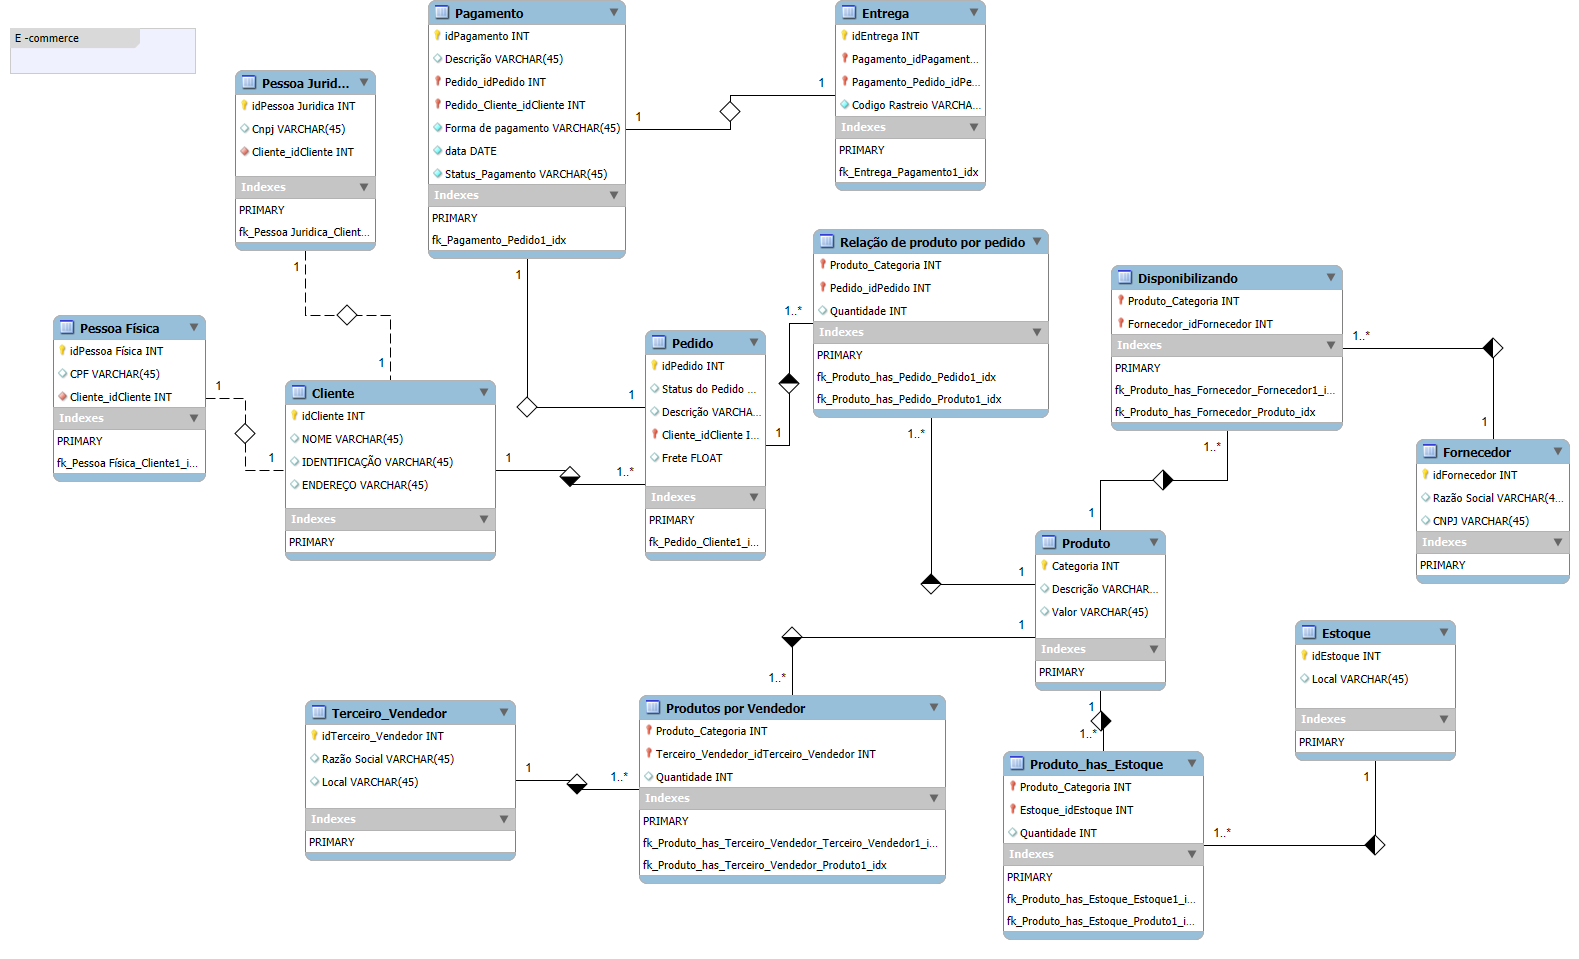 E -commerce
Pessoa Jurid...
idPessoa Juridica INT
Cnpj VARCHAR(45)
Cliente_idCliente INT
Indexes
PRIMARY
fk_Pessoa Juridica_Client...
1
1
Pagamento
idPagamento INT
Descrição VARCHAR(45)
Pedido_idPedido INT
Pedido_Cliente_idCliente INT
Forma de pagamento VARCHAR(45)
data DATE
Status_Pagamento VARCHAR(45)
Indexes
PRIMARY
fk_Pagamento_Pedido1_idx
1
1
1
1
Entrega
idEntrega INT
Pagamento_idPagament...
Pagamento_Pedido_idPe...
Codigo Rastreio VARCHA...
Indexes
PRIMARY
fk_Entrega_Pagamento1_idx
Pessoa Física
idPessoa Física INT
CPF VARCHAR(45)
Cliente_idCliente INT
Indexes
PRIMARY
fk_Pessoa Física_Cliente1_i...
1
1
Cliente
idCliente INT
NOME VARCHAR(45)
IDENTIFICAÇÃO VARCHAR(45)
ENDEREÇO VARCHAR(45)
Indexes
PRIMARY
1
1..*
Pedido
idPedido INT
Status do Pedido ...
Descrição VARCHA...
Cliente_idCliente I...
Frete FLOAT
Indexes
PRIMARY
fk_Pedido_Cliente1_i...
1
1..*
Relação de produto por pedido
Produto_Categoria INT
Pedido_idPedido INT
Quantidade INT
Indexes
PRIMARY
fk_Produto_has_Pedido_Pedido1_idx
fk_Produto_has_Pedido_Produto1_idx
1..*
1
Disponibilizando
Produto_Categoria INT
Fornecedor_idFornecedor INT
Indexes
PRIMARY
fk_Produto_has_Fornecedor_Fornecedor1_i...
fk_Produto_has_Fornecedor_Produto_idx
1..*
1
1..*
1
Fornecedor
idFornecedor INT
Razão Social VARCHAR(4...
CNPJ VARCHAR(45)
Indexes
PRIMARY
Produto
Categoria INT
Descrição VARCHAR...
Valor VARCHAR(45)
Indexes
PRIMARY
1
1..*
1
1..*
Estoque
idEstoque INT
Local VARCHAR(45)
Indexes
PRIMARY
1
1..*
Terceiro_Vendedor
idTerceiro_Vendedor INT
Razão Social VARCHAR(45)
Local VARCHAR(45)
Indexes
PRIMARY
1
1..*
Produtos por Vendedor
Produto_Categoria INT
Terceiro_Vendedor_idTerceiro_Vendedor INT
Quantidade INT
Indexes
PRIMARY
fk_Produto_has_Terceiro_Vendedor_Terceiro_Vendedor1_i...
fk_Produto_has_Terceiro_Vendedor_Produto1_idx
Produto_has_Estoque
Produto_Categoria INT
Estoque_idEstoque INT
Quantidade INT
Indexes
PRIMARY
fk_Produto_has_Estoque_Estoque1_i...
fk_Produto_has_Estoque_Produto1_i...